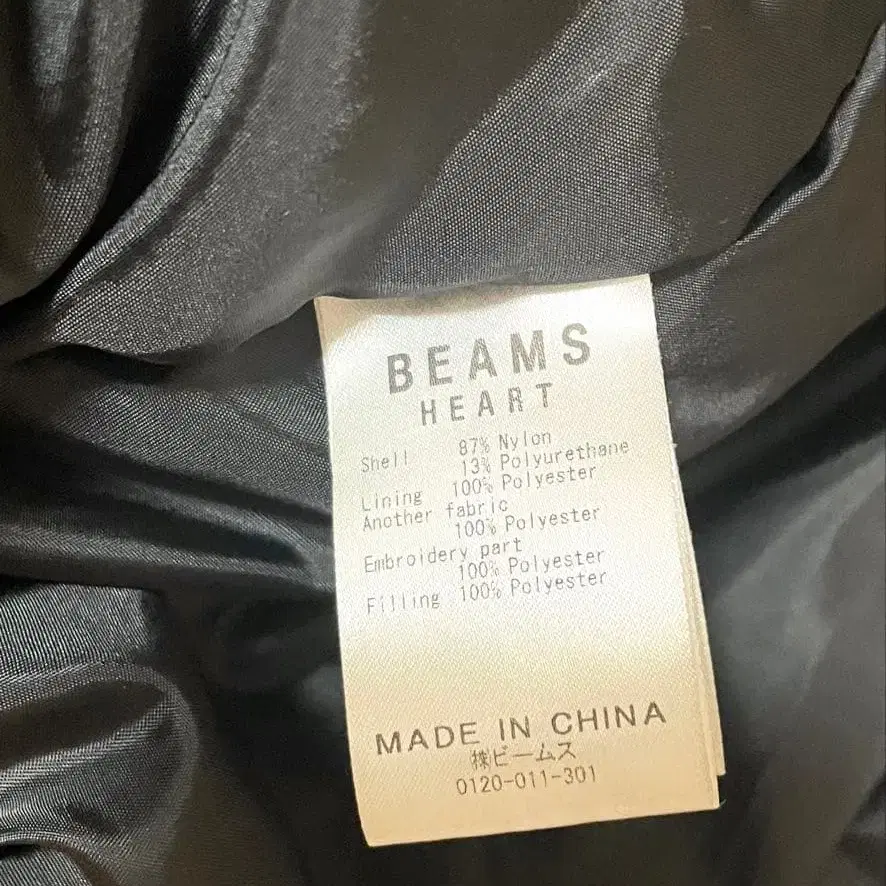 BEAMS
HEART
Shell 87% Nylon
13% Polyurethane
Lining 100% Polyester
Another fabric
100% Polyester
Embroidery part
100% Polyester
Filling 100% Polyester
MADE IN CHINA
㈱ビームス
0120-011-301